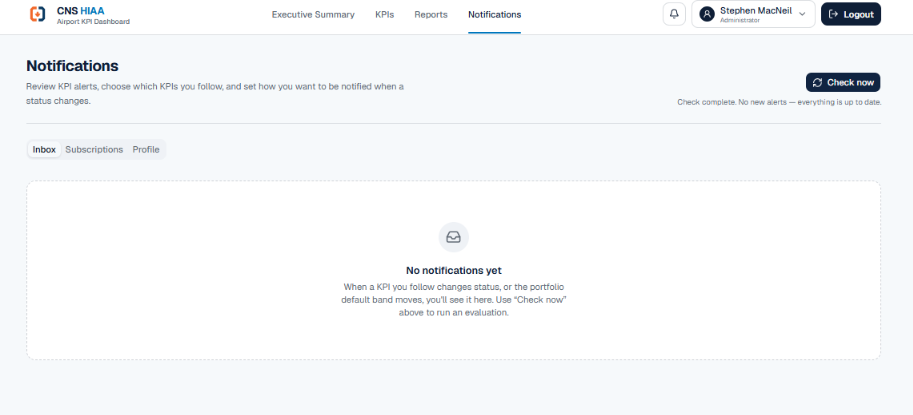 CNS HIAA
Airport KPI Dashboard
Executive Summary
KPIs
Reports
Notifications
Stephen MacNeil
Administrator
Logout
Notifications
Review KPI alerts, choose which KPIs you follow, and set how you want to be notified when a
status changes.
Check now
Check complete. No new alerts — everything is up to date.
Inbox
Subscriptions
Profile
No notifications yet
When a KPI you follow changes status, or the portfolio
default band moves, you'll see it here. Use “Check now”
above to run an evaluation.